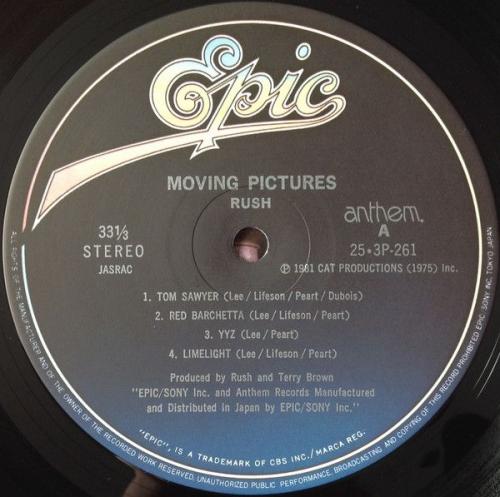 Epic
MOVING PICTURES
RUSH
33 1/3
STEREO
JASRAC
anthem.
A
25•3P-261
Ⓟ 1981 CAT PRODUCTIONS (1975) Inc.
1. TOM SAWYER (Lee / Lifeson / Peart / Dubois)
2. RED BARCHETTA (Lee / Lifeson / Peart)
3. YYZ (Lee / Peart)
4. LIMELIGHT (Lee / Lifeson / Peart)
Produced by Rush and Terry Brown
"EPIC/SONY Inc. and Anthem Records Manufactured
and Distributed in Japan by EPIC/SONY Inc."
"EPIC", IS A TRADEMARK OF CBS INC./MARCA REG.
ALL RIGHTS OF THE MANUFACTURER AND OF THE OWNER OF THE RECORDED WORK RESERVED. UNAUTHORIZED PUBLIC PERFORMANCE, BROADCASTING AND COPYING OF THIS RECORD PROHIBITED EPIC/SONY INC. TOKYO JAPAN